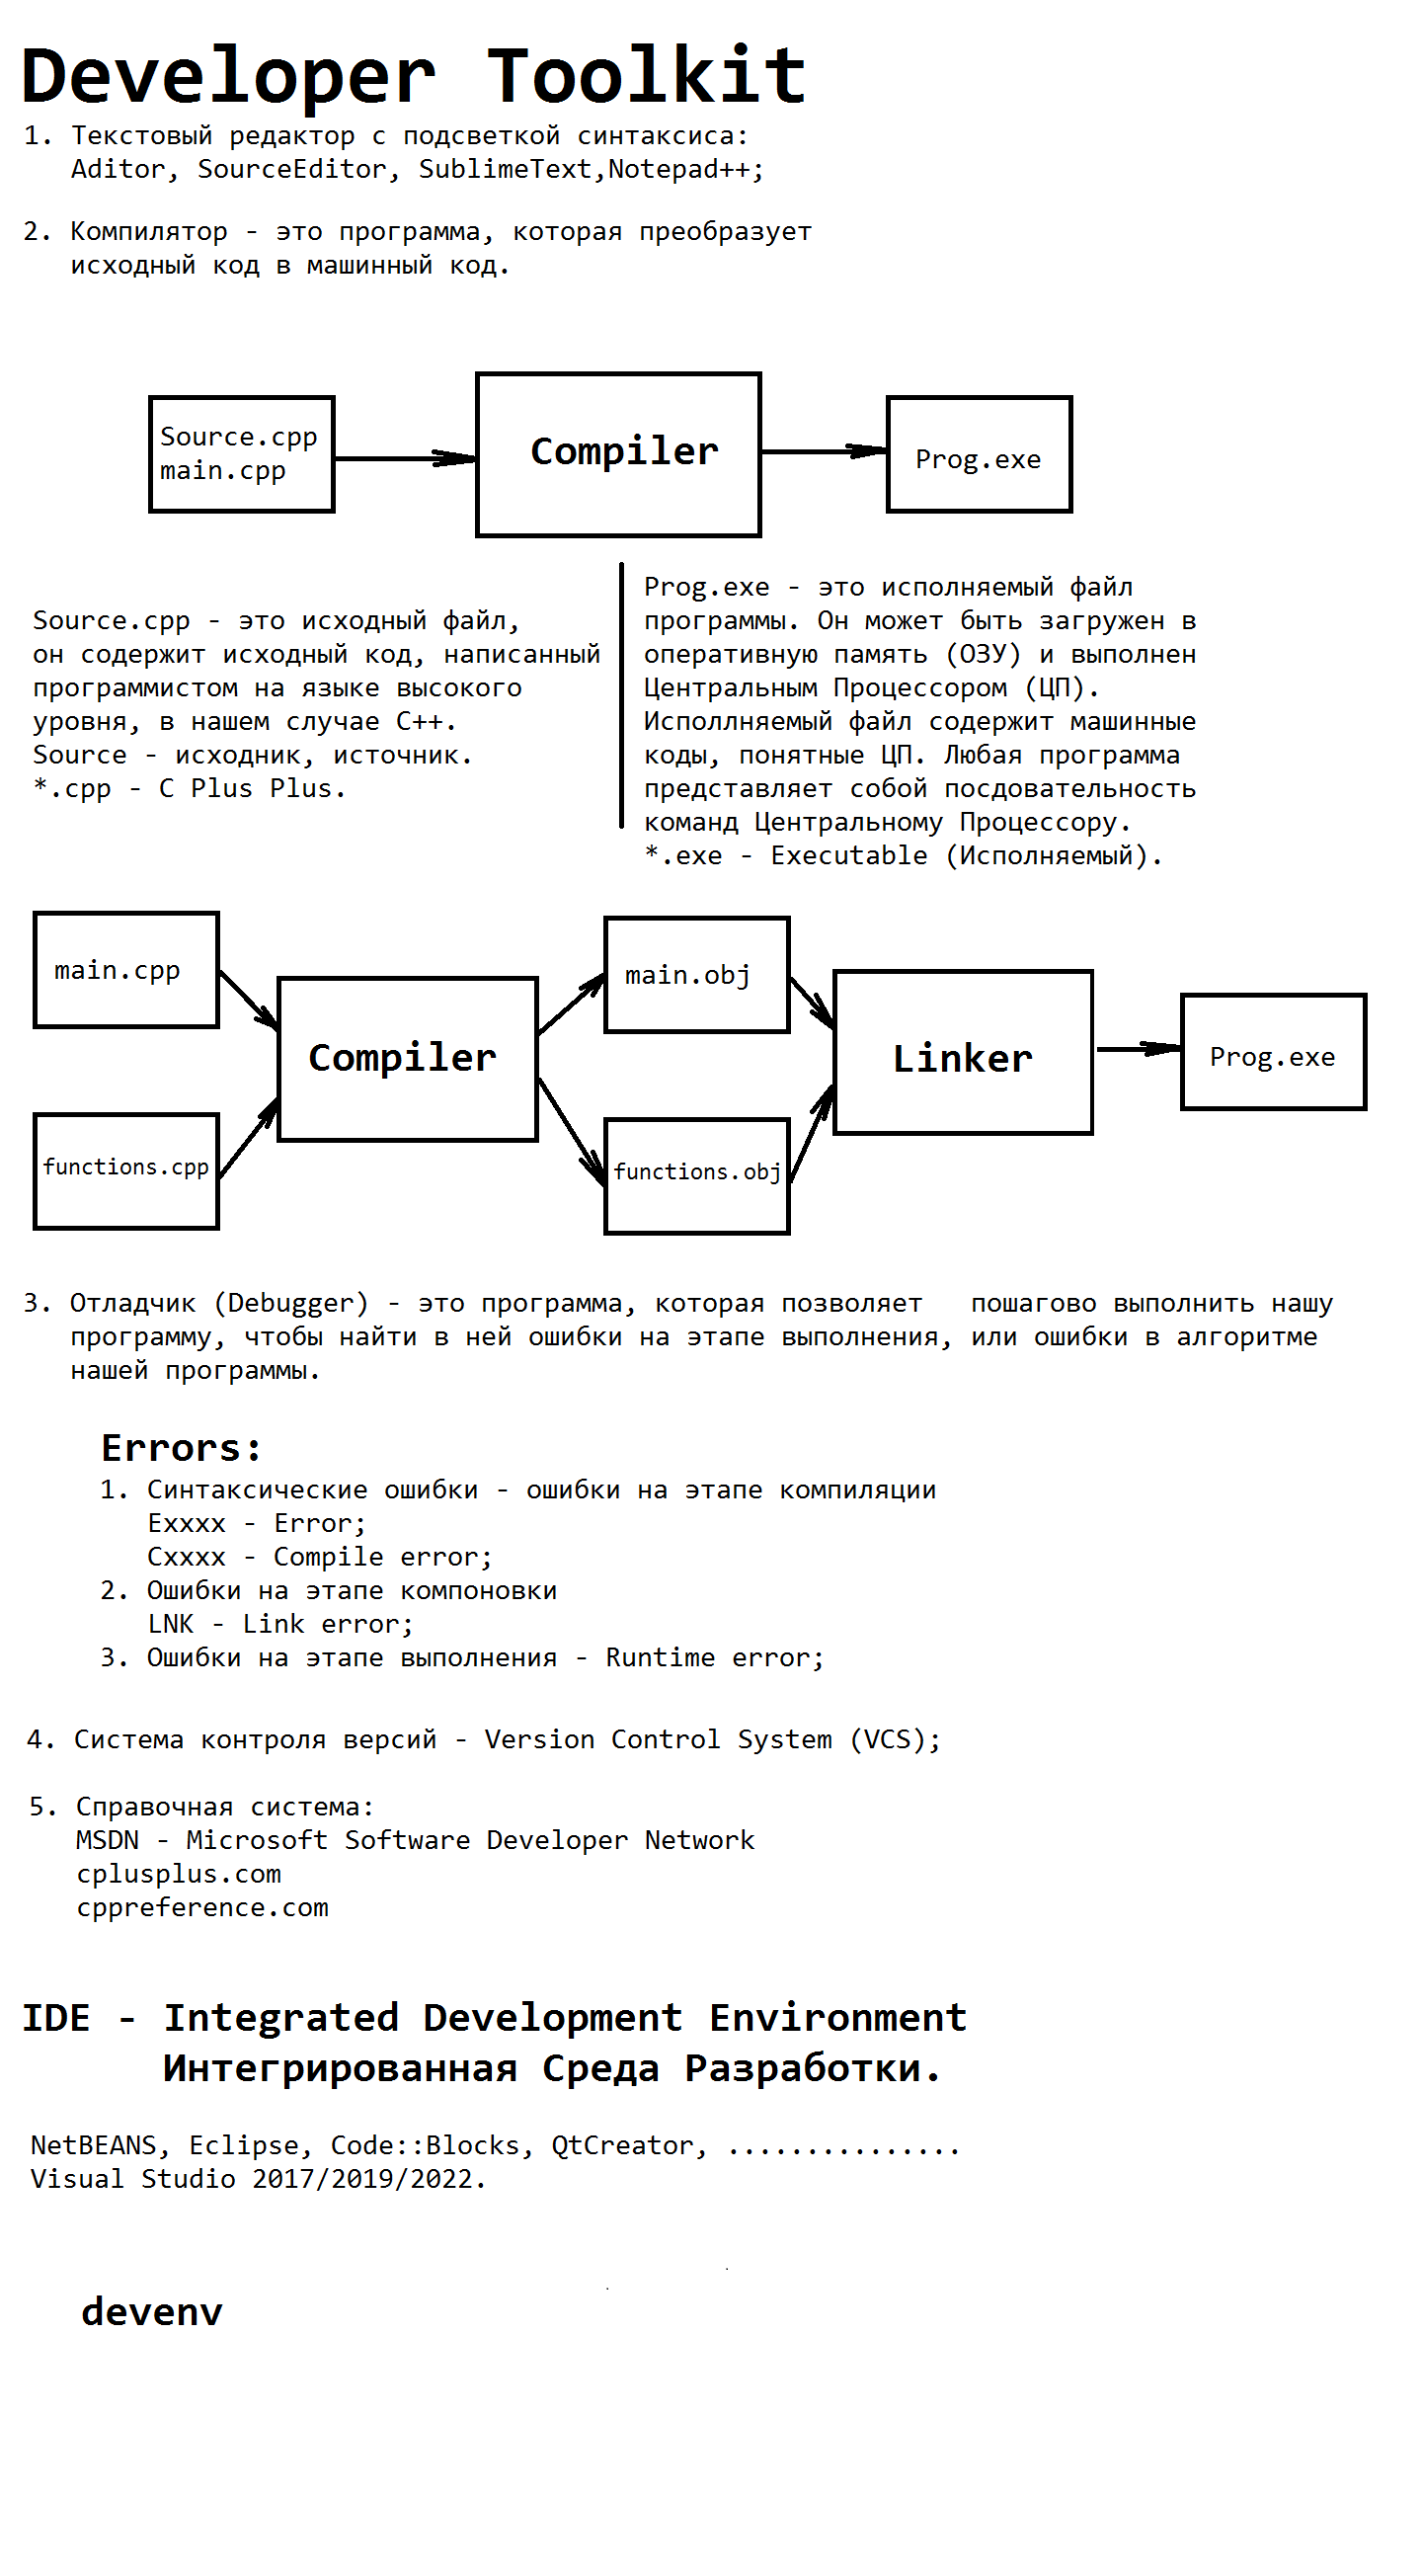 Developer Toolkit
1. Текстовый редактор с подсветкой синтаксиса:
Aditor, SourceEditor, SublimeText,Notepad++;
2. Компилятор - это программа, которая преобразует
исходный код в машинный код.
Source.cpp
main.cpp
Compiler
Prog.exe
Source.cpp - это исходный файл,
он содержит исходный код, написанный
программистом на языке высокого
уровня, в нашем случае C++.
Source - исходник, источник.
*.cpp - C Plus Plus.
Prog.exe - это исполняемый файл
программы. Он может быть загружен в
оперативную память (ОЗУ) и выполнен
Центральным Процессором (ЦП).
Исполлняемый файл содержит машинные
коды, понятные ЦП. Любая программа
представляет собой посдовательность
команд Центральному Процессору.
*.exe - Executable (Исполняемый).
main.cpp
functions.cpp
Compiler
main.obj
functions.obj
Linker
Prog.exe
3. Отладчик (Debugger) - это программа, которая позволяет   пошагово выполнить нашу
программу, чтобы найти в ней ошибки на этапе выполнения, или ошибки в алгоритме
нашей программы.
Errors:
1. Синтаксические ошибки - ошибки на этапе компиляции
Exxxx - Error;
Cxxxx - Compile error;
2. Ошибки на этапе компоновки
LNK - Link error;
3. Ошибки на этапе выполнения - Runtime error;
4. Система контроля версий - Version Control System (VCS);
5. Справочная система:
MSDN - Microsoft Software Developer Network
cplusplus.com
cppreference.com
IDE - Integrated Development Environment
Интегрированная Среда Разработки.
NetBEANS, Eclipse, Code::Blocks, QtCreator, ...............
Visual Studio 2017/2019/2022.
devenv